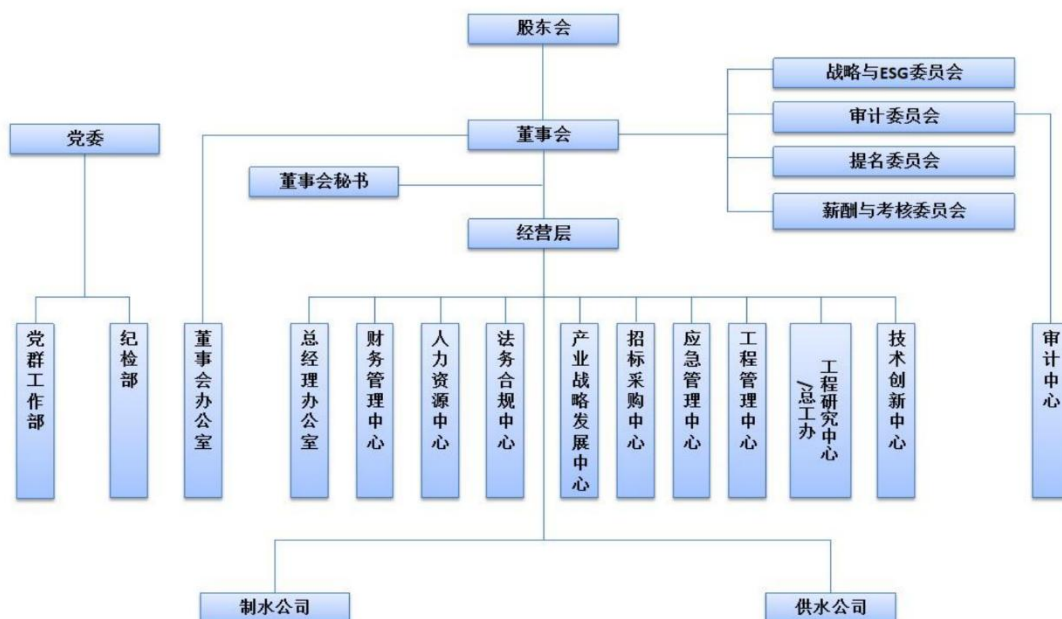 股东会
战略与ESG委员会
审计委员会
党委
董事会
提名委员会
董事会秘书
薪酬与考核委员会
经营层
党群工作部
纪检部
董事会办公室
总经理办公室
财务管理中心
人力资源中心
法务合规中心
产业战略发展中心
招标采购中心
应急管理中心
工程管理中心
工程研究中心
/总工办
技术创新中心
审计中心
制水公司
供水公司